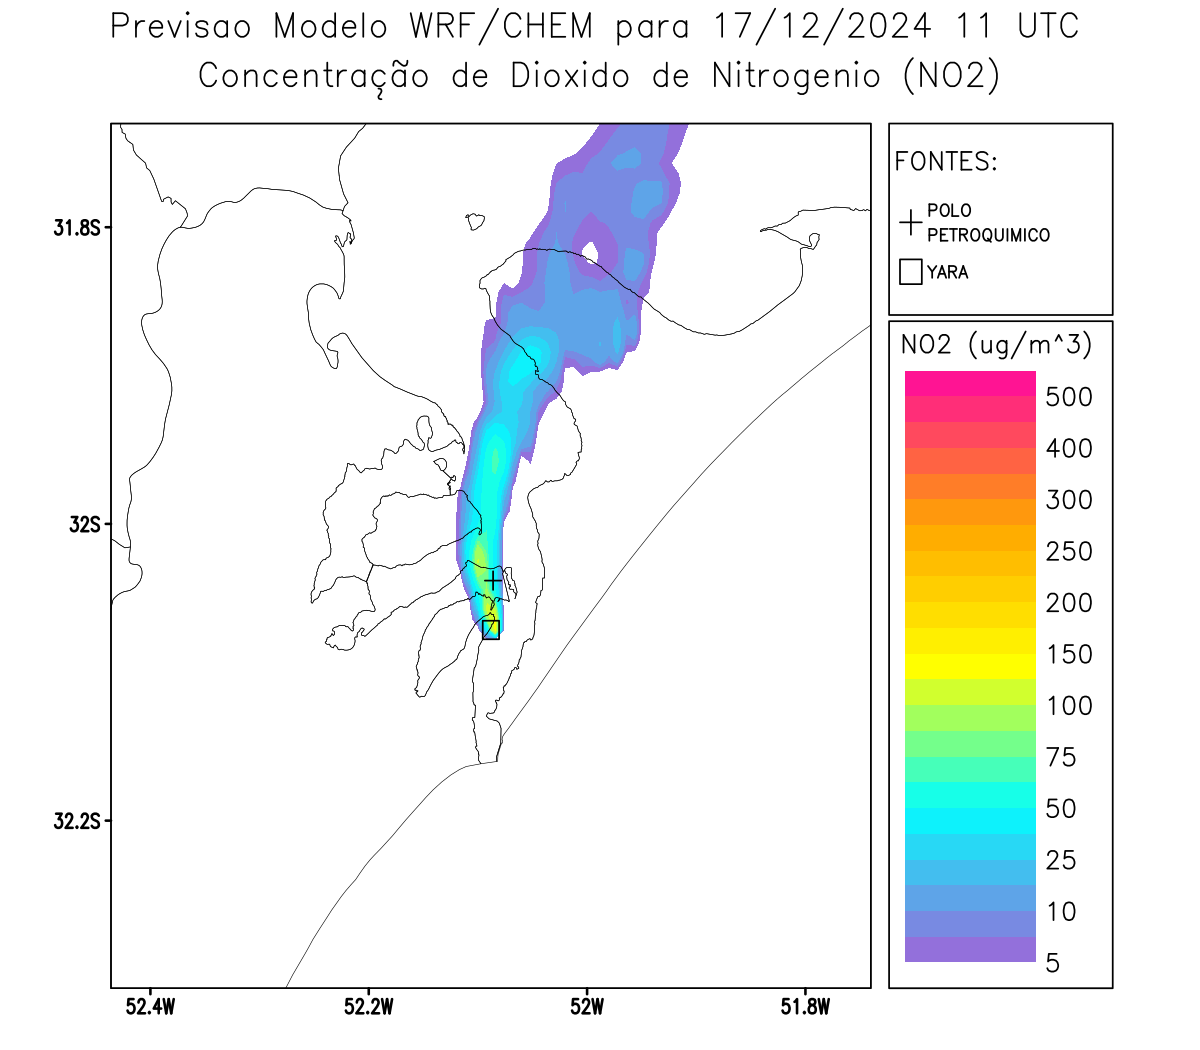 Previsao Modelo WRF/CHEM para 17/12/2024 11 UTC
Concentração de Dioxido de Nitrogenio (NO2)
FONTES:
POLO
PETROQUIMICO
YARA
NO2 (ug/m^3)
500
400
300
250
200
150
100
75
50
25
10
5
31.8S
32S
32.2S
52.4W
52.2W
52W
51.8W